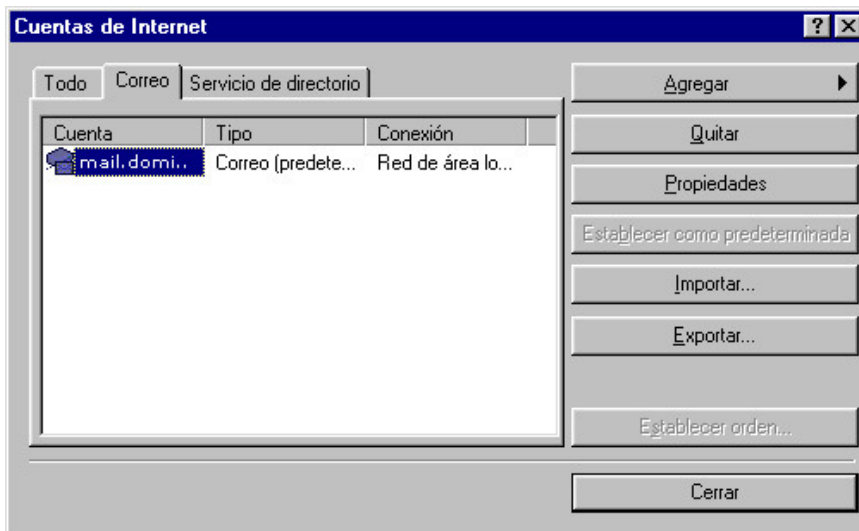 Cuentas de Internet
Todo Correo Servicio de directorio
Agregar
Cuenta Tipo Conexión
Quitar
mail.domi.. Correo (predete... Red de área lo...
Propiedades
Establecer como predeterminada
Importar...
Exportar...
Establecer orden...
Cerrar